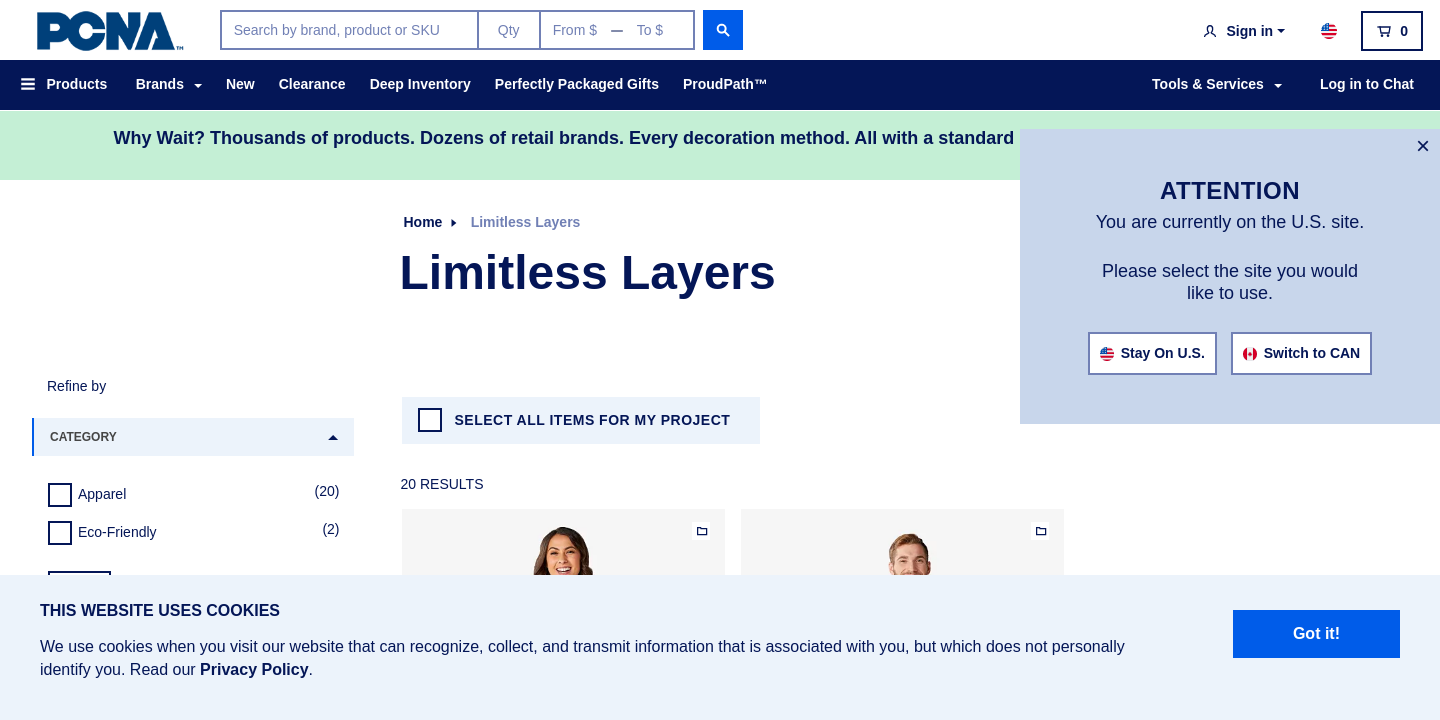 PCNA™
Search by brand, product or SKU
Qty
From $ — To $
Sign in
0
Products
Brands
New
Clearance
Deep Inventory
Perfectly Packaged Gifts
ProudPath™
Tools & Services
Log in to Chat
Why Wait? Thousands of products. Dozens of retail brands. Every decoration method. All with a standard
×
ATTENTION
You are currently on the U.S. site.
Please select the site you would
like to use.
Stay On U.S.
Switch to CAN
Home
Limitless Layers
Limitless Layers
Refine by
CATEGORY
Apparel (20)
Eco-Friendly (2)
SELECT ALL ITEMS FOR MY PROJECT
20 RESULTS
THIS WEBSITE USES COOKIES
We use cookies when you visit our website that can recognize, collect, and transmit information that is associated with you, but which does not personally
identify you. Read our Privacy Policy.
Got it!